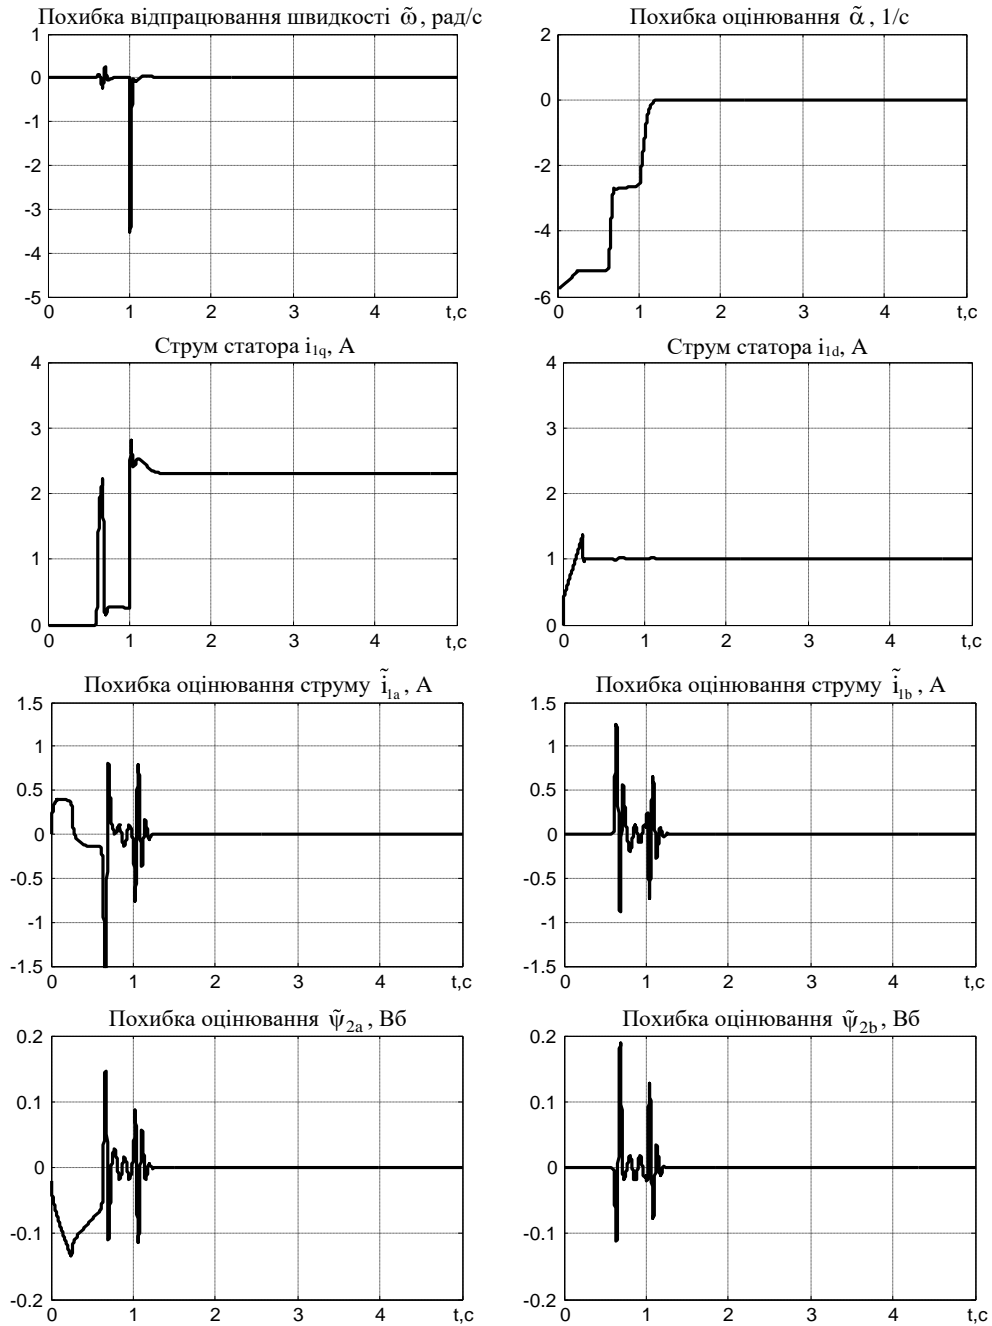 Похибка відпрацювання швидкості ω̃, рад/с
1
0
-1
-2
-3
-4
-5
0 1 2 3 4 t,c
Похибка оцінювання α̃, 1/с
2
0
-2
-4
-6
0 1 2 3 4 t,c
Струм статора i₁q, А
4
3
2
1
0
0 1 2 3 4 t,c
Струм статора i₁d, А
4
3
2
1
0
0 1 2 3 4 t,c
Похибка оцінювання струму ĩ₁a, А
1.5
1
0.5
0
-0.5
-1
-1.5
0 1 2 3 4 t,c
Похибка оцінювання струму ĩ₁b, А
1.5
1
0.5
0
-0.5
-1
-1.5
0 1 2 3 4 t,c
Похибка оцінювання ψ̃₂a, Вб
0.2
0.1
0
-0.1
-0.2
0 1 2 3 4 t,c
Похибка оцінювання ψ̃₂b, Вб
0.2
0.1
0
-0.1
-0.2
0 1 2 3 4 t,c